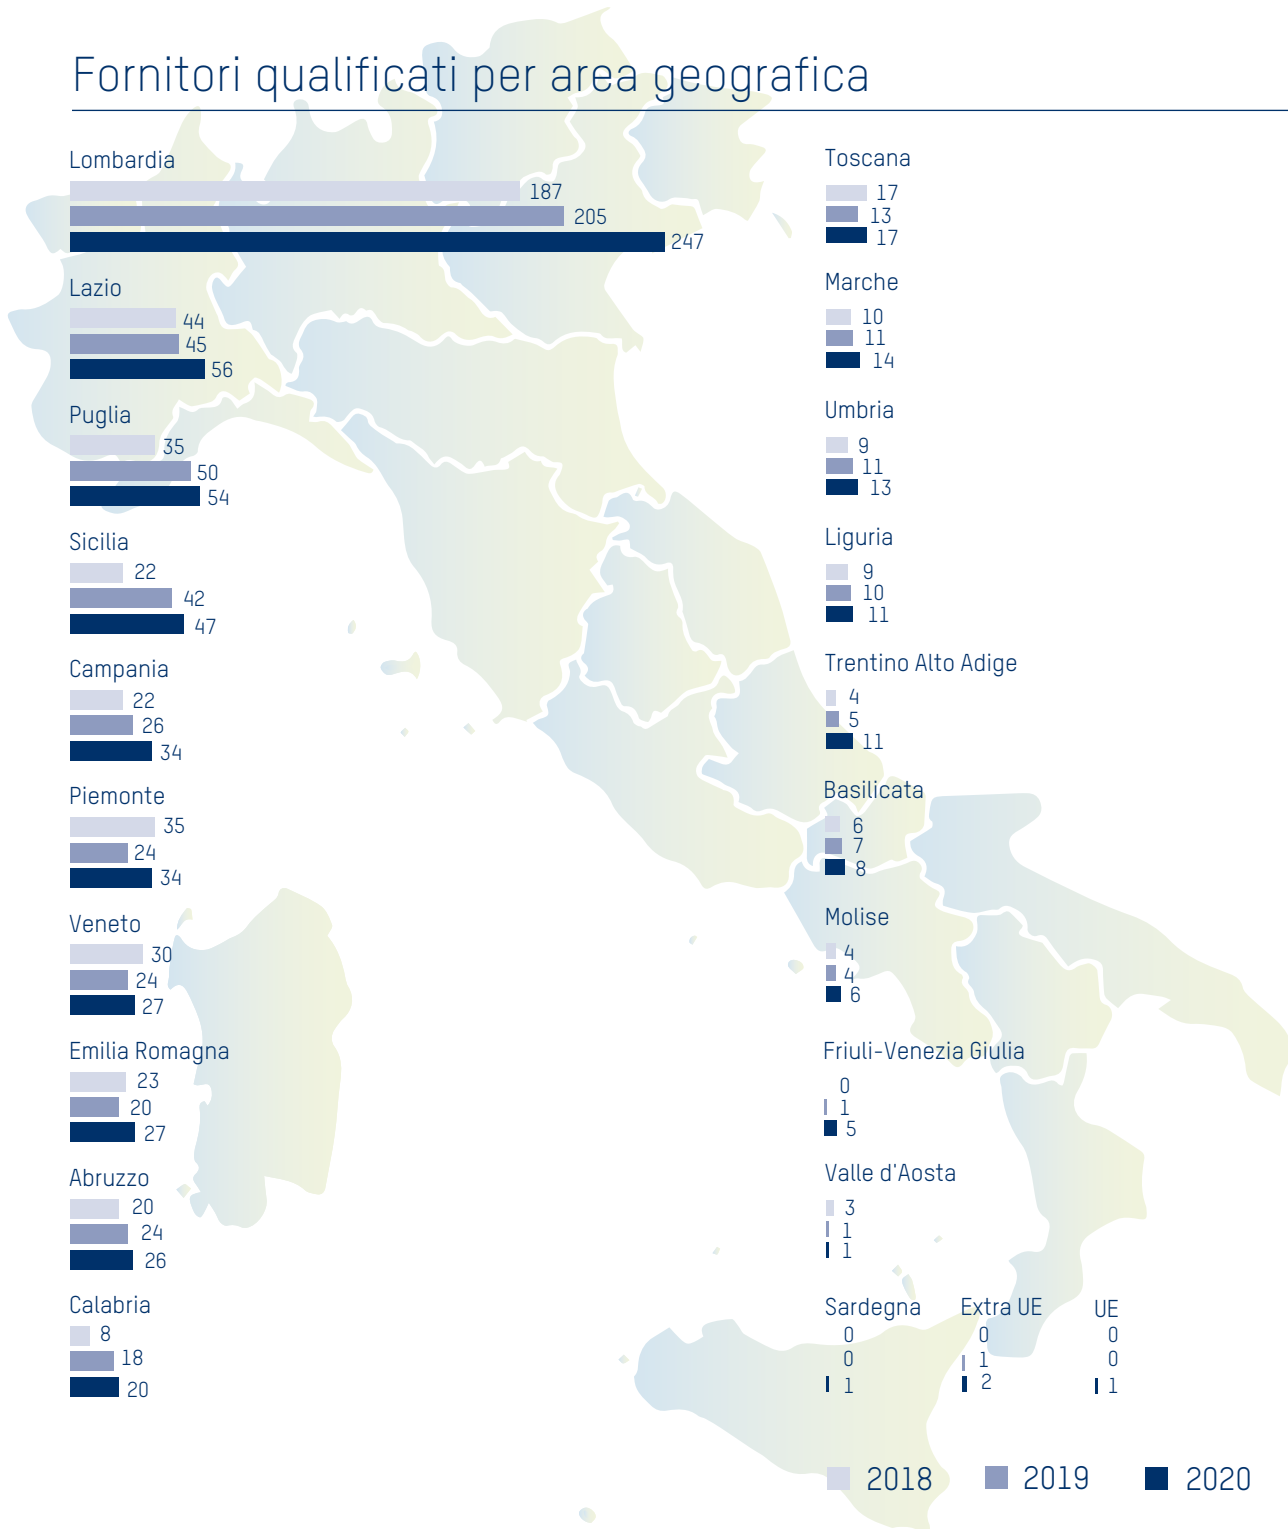 Fornitori qualificati per area geografica
Lombardia
187
205
247
Lazio
44
45
56
Puglia
35
50
54
Sicilia
22
42
47
Campania
22
26
34
Piemonte
35
24
34
Veneto
30
24
27
Emilia Romagna
23
20
27
Abruzzo
20
24
26
Calabria
8
18
20
Toscana
17
13
17
Marche
10
11
14
Umbria
9
11
13
Liguria
9
10
11
Trentino Alto Adige
4
5
11
Basilicata
6
7
8
Molise
4
4
6
Friuli-Venezia Giulia
0
1
5
Valle d'Aosta
3
1
1
Sardegna
0
0
1
Extra UE
0
1
2
UE
0
0
1
2018 2019 2020